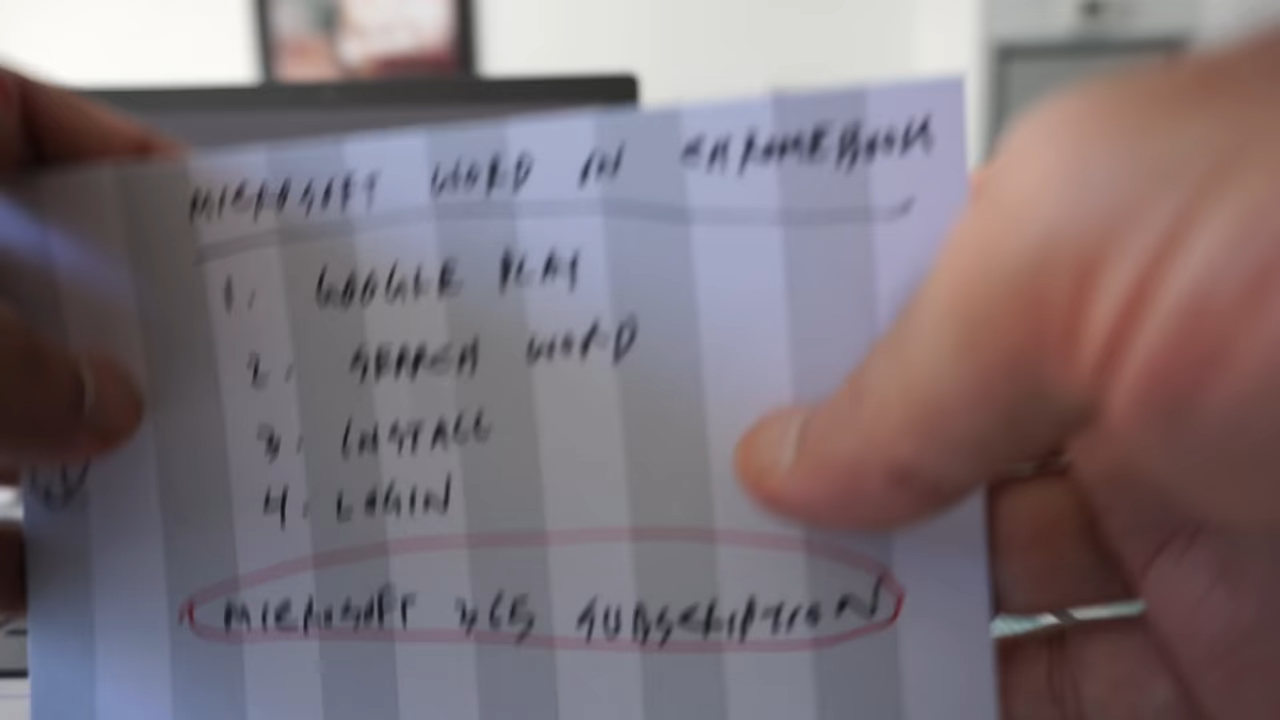 MICROSOFT WORD ON CHROMEBOOK
1. GOOGLE PLAY
2. SEARCH WORD
3. INSTALL
4. LOGIN
MICROSOFT 365 SUBSCRIPTION